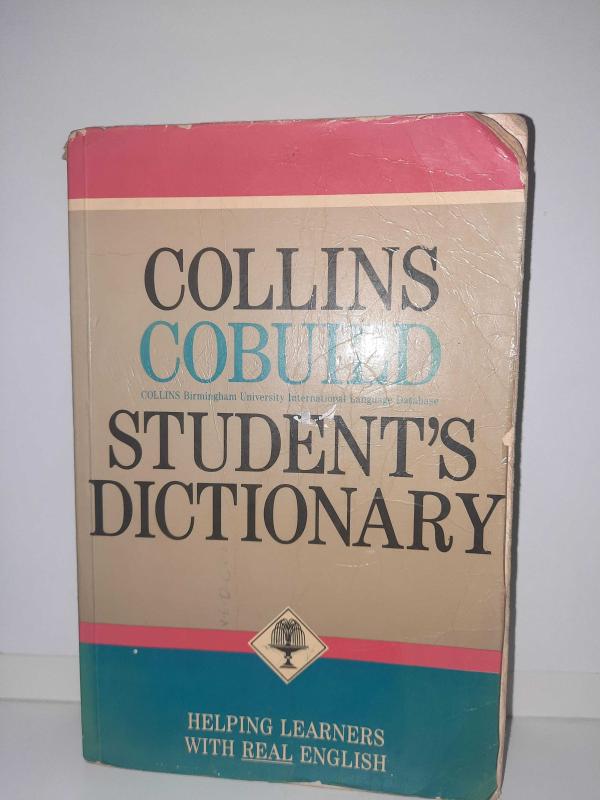 COLLINS
COBUILD
COLLINS Birmingham University International Language Database
STUDENT'S
DICTIONARY
HELPING LEARNERS
WITH REAL ENGLISH